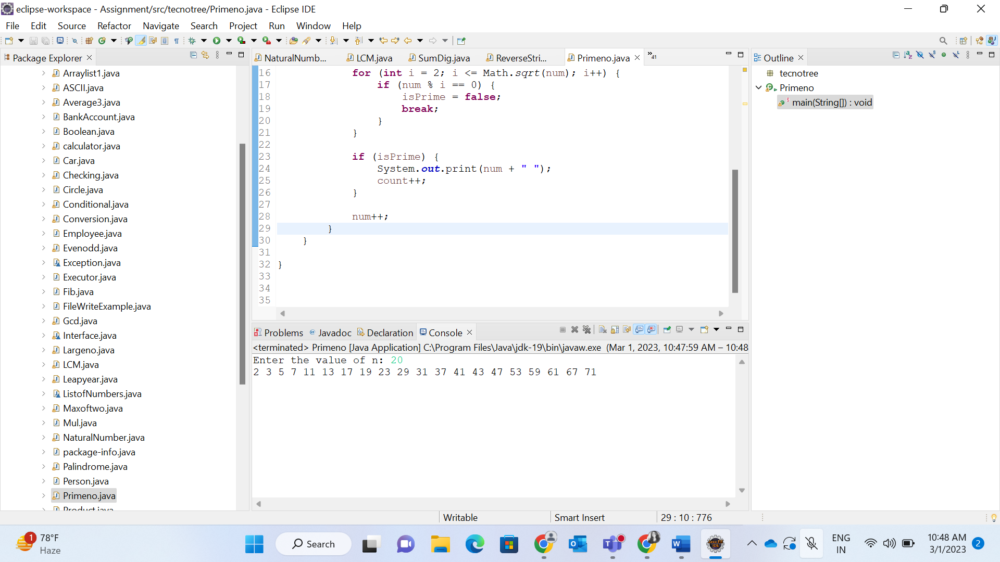 eclipse-workspace - Assignment/src/tecnotree/Primeno.java - Eclipse IDE
File Edit Source Refactor Navigate Search Project Run Window Help
Package Explorer
Arraylist1.java
ASCII.java
Average3.java
BankAccount.java
Boolean.java
calculator.java
Car.java
Checking.java
Circle.java
Conditional.java
Conversion.java
Employee.java
Evenodd.java
Exception.java
Executor.java
Fib.java
FileWriteExample.java
Gcd.java
Interface.java
Largeno.java
LCM.java
Leapyear.java
ListofNumbers.java
Maxoftwo.java
Mul.java
NaturalNumber.java
package-info.java
Palindrome.java
Person.java
Primeno.java
Product.java
NaturalNumb... LCM.java SumDig.java ReverseStri... Primeno.java »41
16 for (int i = 2; i <= Math.sqrt(num); i++) {
17 if (num % i == 0) {
18 isPrime = false;
19 break;
20 }
21 }
22
23 if (isPrime) {
24 System.out.print(num + " ");
25 count++;
26 }
27
28 num++;
29 }
30 }
31
32 }
33
34
35
Problems @ Javadoc Declaration Console
<terminated> Primeno [Java Application] C:\Program Files\Java\jdk-19\bin\javaw.exe (Mar 1, 2023, 10:47:59 AM – 10:48
Enter the value of n: 20
2 3 5 7 11 13 17 19 23 29 31 37 41 43 47 53 59 61 67 71
Outline
tecnotree
Primeno
main(String[]) : void
Writable Smart Insert 29 : 10 : 776
1 78°F
Haze
Search
ENG
IN
10:48 AM
3/1/2023
2